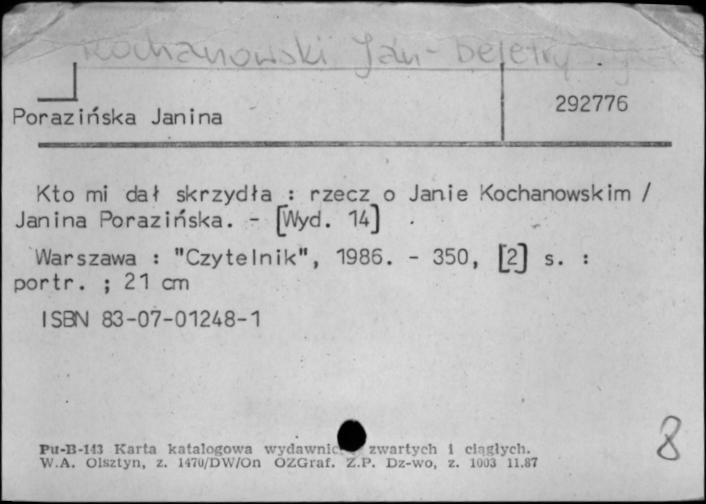 Kochanowski Jan - beletry
Porazińska Janina
292776
Kto mi dał skrzydła : rzecz o Janie Kochanowskim /
Janina Porazińska. - [Wyd. 14]
Warszawa : "Czytelnik", 1986. - 350, [2] s. :
portr. ; 21 cm
ISBN 83-07-01248-1
8
Pu-B-143 Karta katalogowa wydawnic zwartych i ciągłych.
W.A. Olsztyn, z. 1470/DW/On OZGraf. Z.P. Dz-wo, z. 1003 11.87